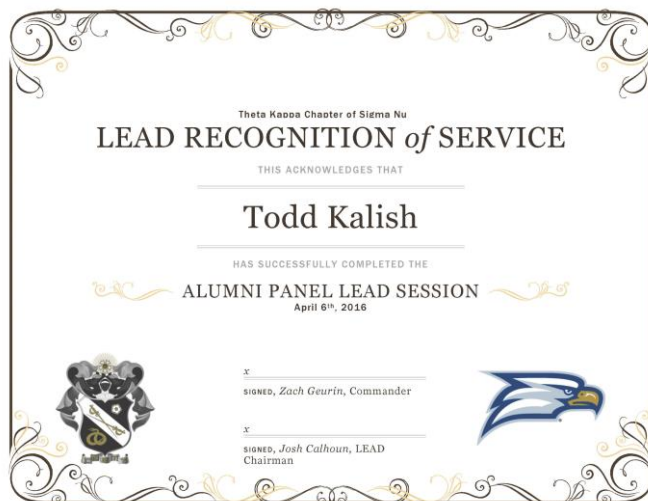 Theta Kappa Chapter of Sigma Nu
LEAD RECOGNITION of SERVICE
THIS ACKNOWLEDGES THAT
Todd Kalish
HAS SUCCESSFULLY COMPLETED THE
ALUMNI PANEL LEAD SESSION
April 6th, 2016
x
SIGNED, Zach Geurin, Commander
x
SIGNED, Josh Calhoun, LEAD
Chairman